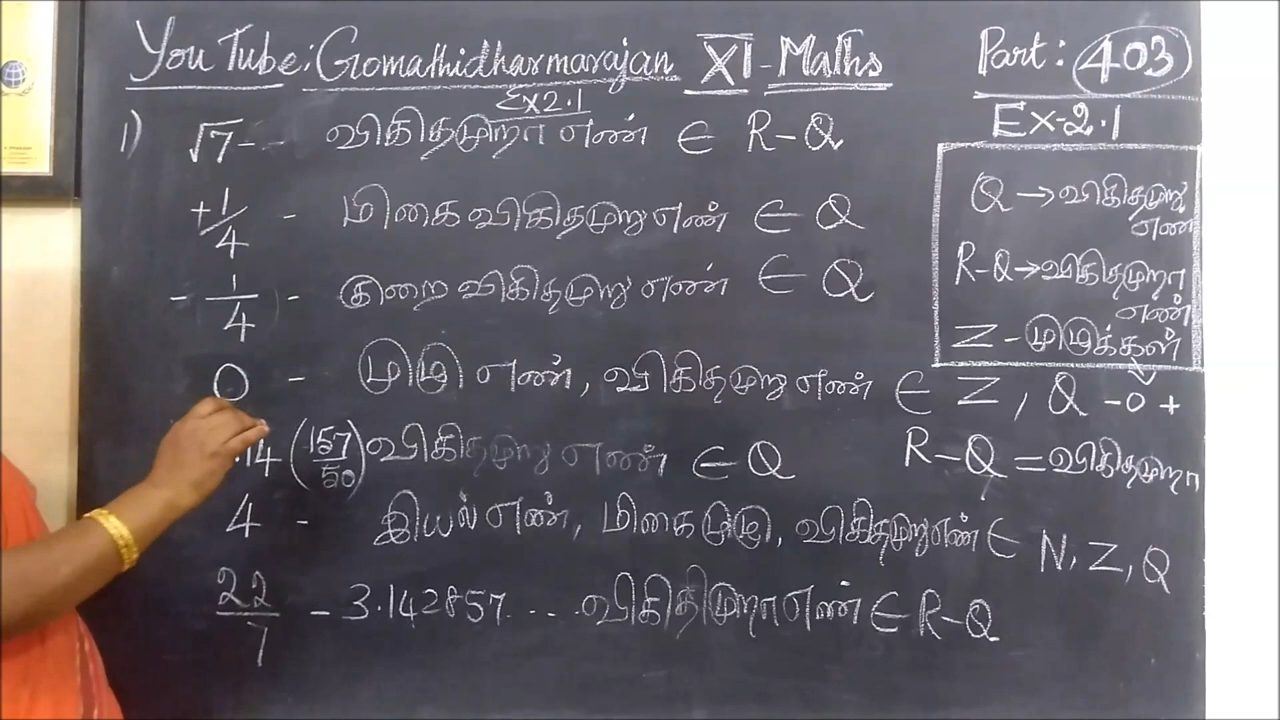 You Tube: Gomathidharmarajan XI - Maths Part: 403
Ex 2.1
Ex-2.1
1) √7 - விகிதமுறா எண் ∈ R-Q
+1/4 - மிகை விகிதமுறு எண் ∈ Q
-1/4 - குறை விகிதமுறு எண் ∈ Q
0 - முழு எண், விகிதமுறு எண் ∈ Z, Q
.14 (157/50) விகிதமுறு எண் ∈ Q
4 - இயல் எண், மிகை முழு, விகிதமுறு எண் ∈ N, Z, Q
22/7 - 3.142857... விகிதமுறா எண் ∈ R-Q
Q → விகிதமுறு
எண்
R-Q → விகிதமுறா
எண்
Z - முழுக்கள்
-0+
R-Q = விகிதமுறா